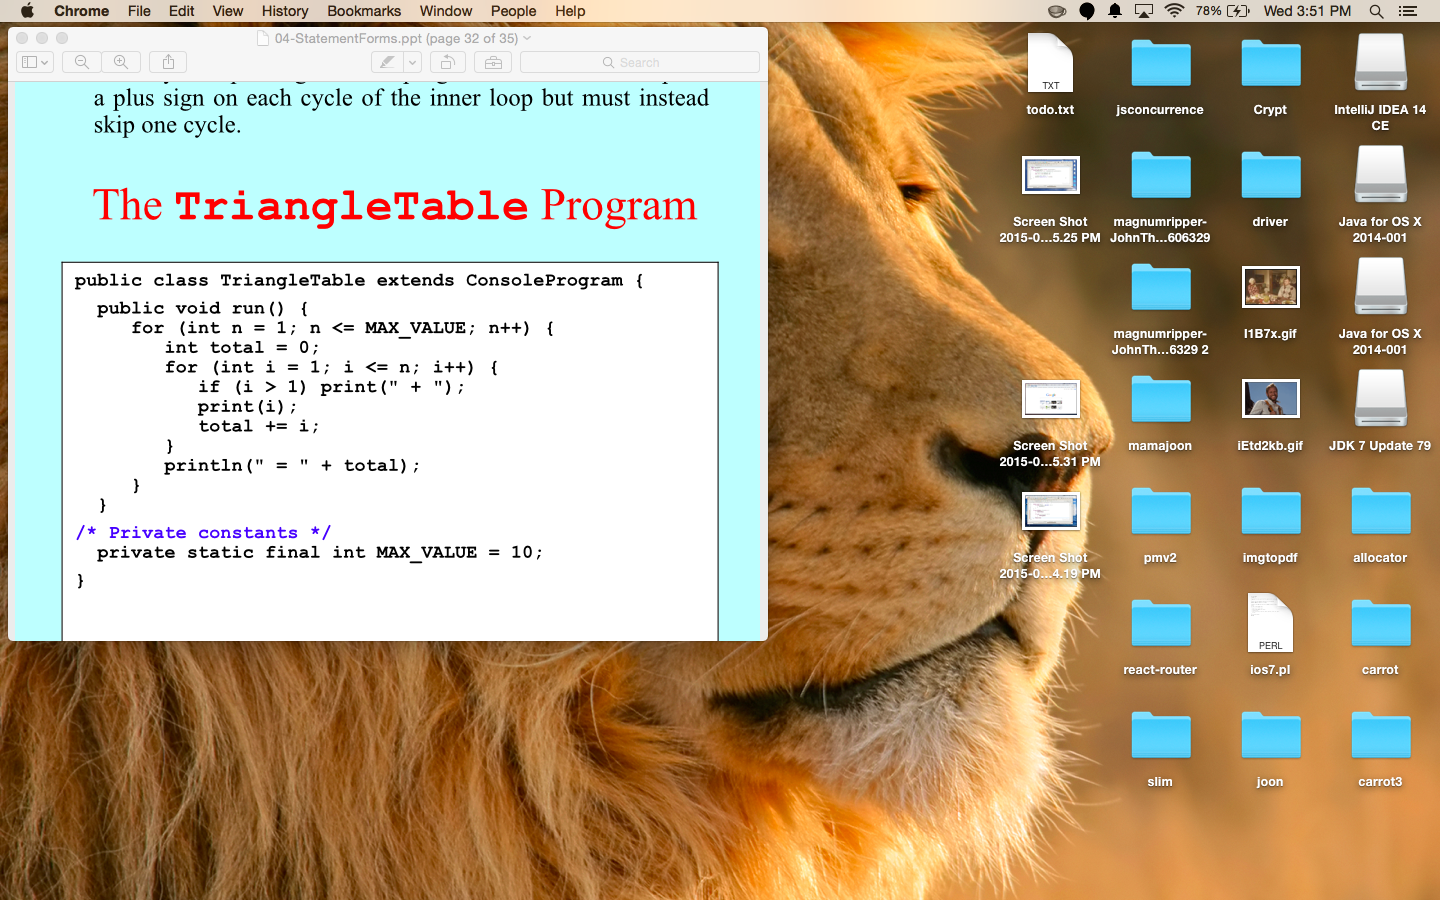 Chrome File Edit View History Bookmarks Window People Help
78% Wed 3:51 PM
04-StatementForms.ppt (page 32 of 35)
Search
a plus sign on each cycle of the inner loop but must instead
skip one cycle.
The TriangleTable Program
public class TriangleTable extends ConsoleProgram {
public void run() {
for (int n = 1; n <= MAX_VALUE; n++) {
int total = 0;
for (int i = 1; i <= n; i++) {
if (i > 1) print(" + ");
print(i);
total += i;
}
println(" = " + total);
}
}
/* Private constants */
private static final int MAX_VALUE = 10;
}
TXT
todo.txt
jsconcurrence
Crypt
IntelliJ IDEA 14
CE
Screen Shot
2015-0...5.25 PM
magnumripper-
JohnTh...606329
driver
Java for OS X
2014-001
magnumripper-
JohnTh...6329 2
I1B7x.gif
Java for OS X
2014-001
Screen Shot
2015-0...5.31 PM
mamajoon
iEtd2kb.gif
JDK 7 Update 79
Screen Shot
2015-0...4.19 PM
pmv2
imgtopdf
allocator
react-router
PERL
ios7.pl
carrot
slim
joon
carrot3